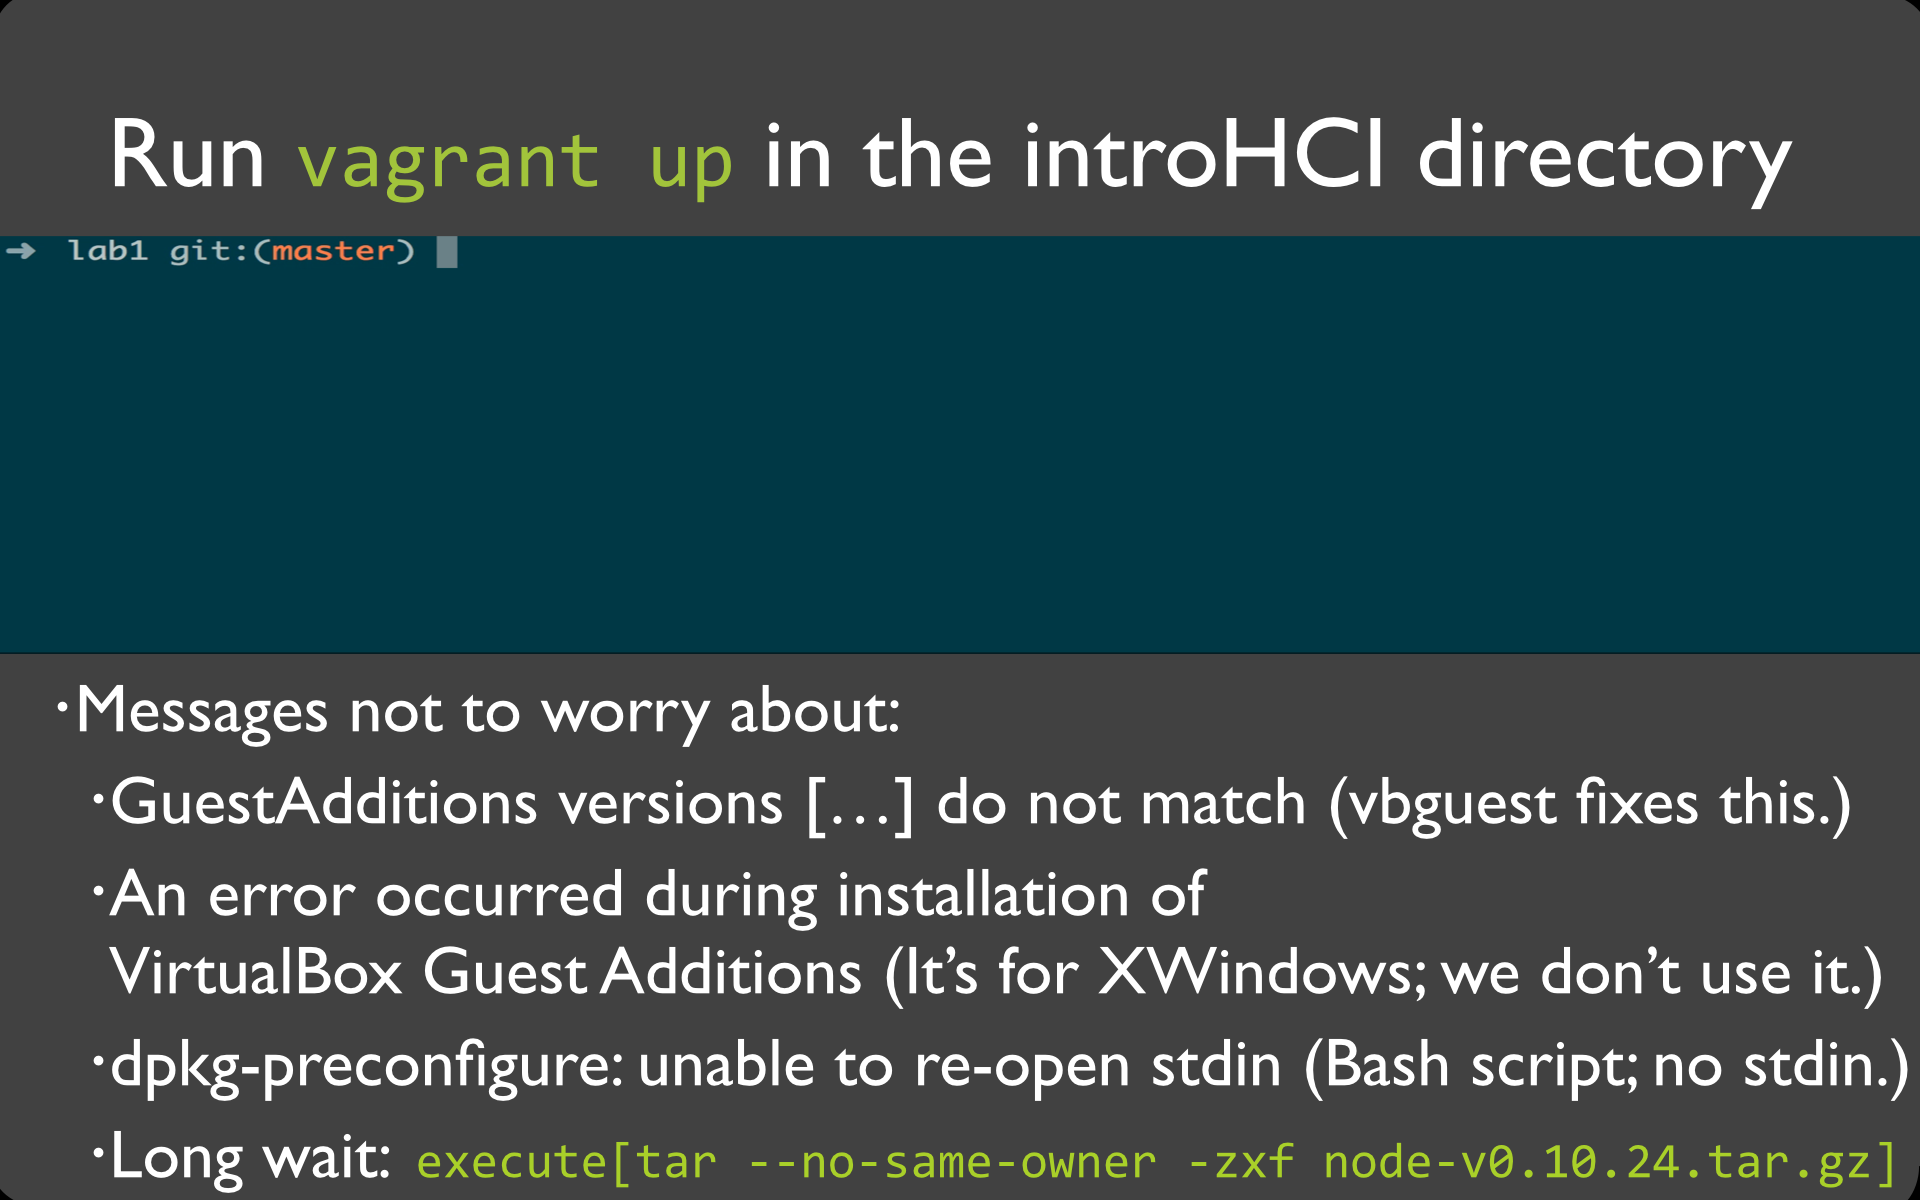 Run vagrant up in the introHCI directory
➜ lab1 git:(master)
•Messages not to worry about:
•GuestAdditions versions […] do not match (vbguest fixes this.)
•An error occurred during installation of
VirtualBox Guest Additions (It’s for XWindows; we don’t use it.)
•dpkg-preconfigure: unable to re-open stdin (Bash script; no stdin.)
•Long wait: execute[tar --no-same-owner -zxf node-v0.10.24.tar.gz]